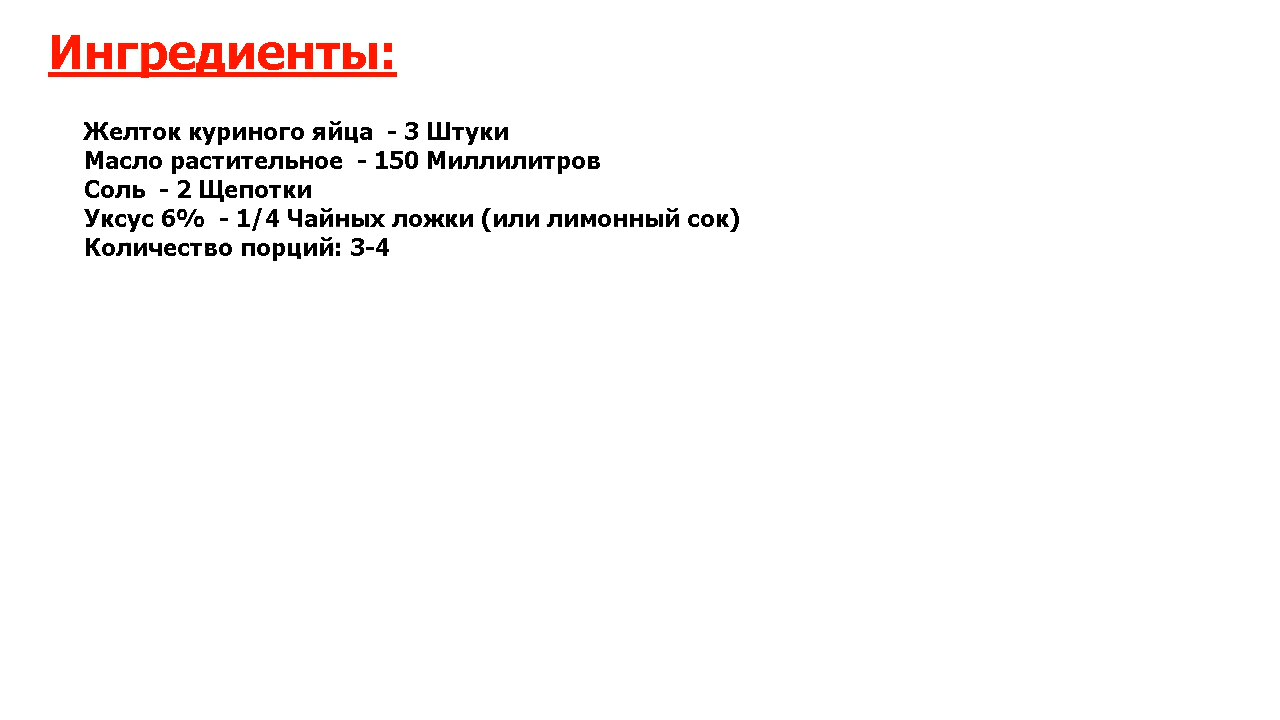 Ингредиенты:
Желток куриного яйца  - 3 Штуки
Масло растительное  - 150 Миллилитров
Соль  - 2 Щепотки
Уксус 6%  - 1/4 Чайных ложки (или лимонный сок)
Количество порций: 3-4